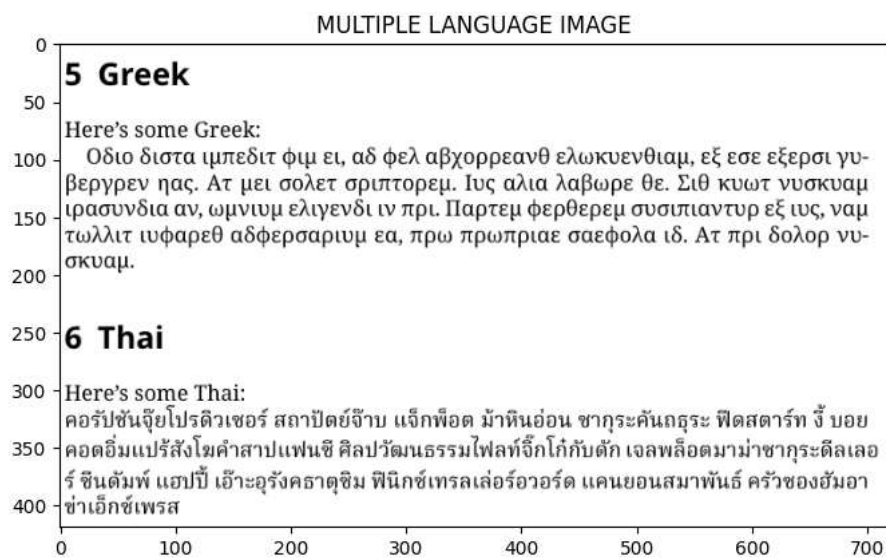 MULTIPLE LANGUAGE IMAGE
0
50
100
150
200
250
300
350
400
5 Greek
Here’s some Greek:
Οδιο διστα ιμπεδιτ φιμ ει, αδ φελ αβχορρεανθ ελωκυενθιαμ, εξ εσε εξερσι γυ-
βεργρεν ηας. Ατ μει σολετ σριπτορεμ. Ιυς αλια λαβωρε θε. Σιθ κυωτ νυσκυαμ
ιρασυνδια αν, ωμνιυμ ελιγενδι ιν πρι. Παρτεμ φερθερεμ συσιπιαντυρ εξ ιυς, ναμ
τωλλιτ ιυφαρεθ αδφερσαριυμ εα, πρω πρωπριαε σαεφολα ιδ. Ατ πρι δολορ νυ-
σκυαμ.
6 Thai
Here’s some Thai:
คอรัปชันจุ๊ยโปรดิวเซอร์ สถาปัตย์จ๊าบ แจ็กพ็อต ม้าหินอ่อน ซากุระคันถธุระ ฟีดสตาร์ท งี้ บอย
คอตอิ่มแปร้สังโฆคำสาปแฟนซี ศิลปวัฒนธรรมไฟลท์จิ๊กโก๋กับดัก เจลพล็อตมาม่าซากุระดีลเลอ
ร์ ซีนดัมพ์ แฮปปี้ เอ๊าะอุรังคธาตุซิม ฟินิกซ์เทรลเล่อร์อวอร์ด แคนยอนสมาพันธ์ ครัวซองฮัมอา
ข่าเอ็กซ์เพรส
0 100 200 300 400 500 600 700